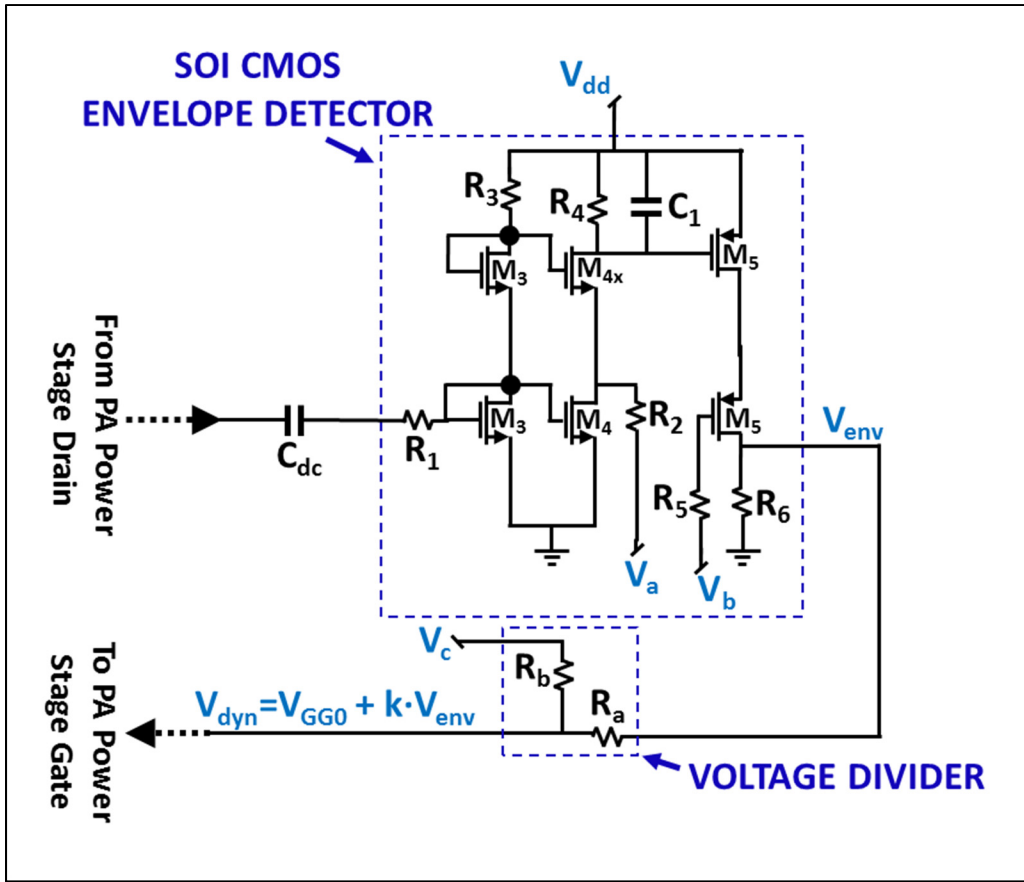 SOI CMOS
ENVELOPE DETECTOR
Vdd
R3
R4
C1
M3
M4x
M5
From PA Power
Stage Drain
Cdc
R1
M3
M4
R2
M5
Venv
R5
R6
Va
Vb
To PA Power
Stage Gate
Vc
Rb
Ra
Vdyn=VGG0 + k·Venv
VOLTAGE DIVIDER